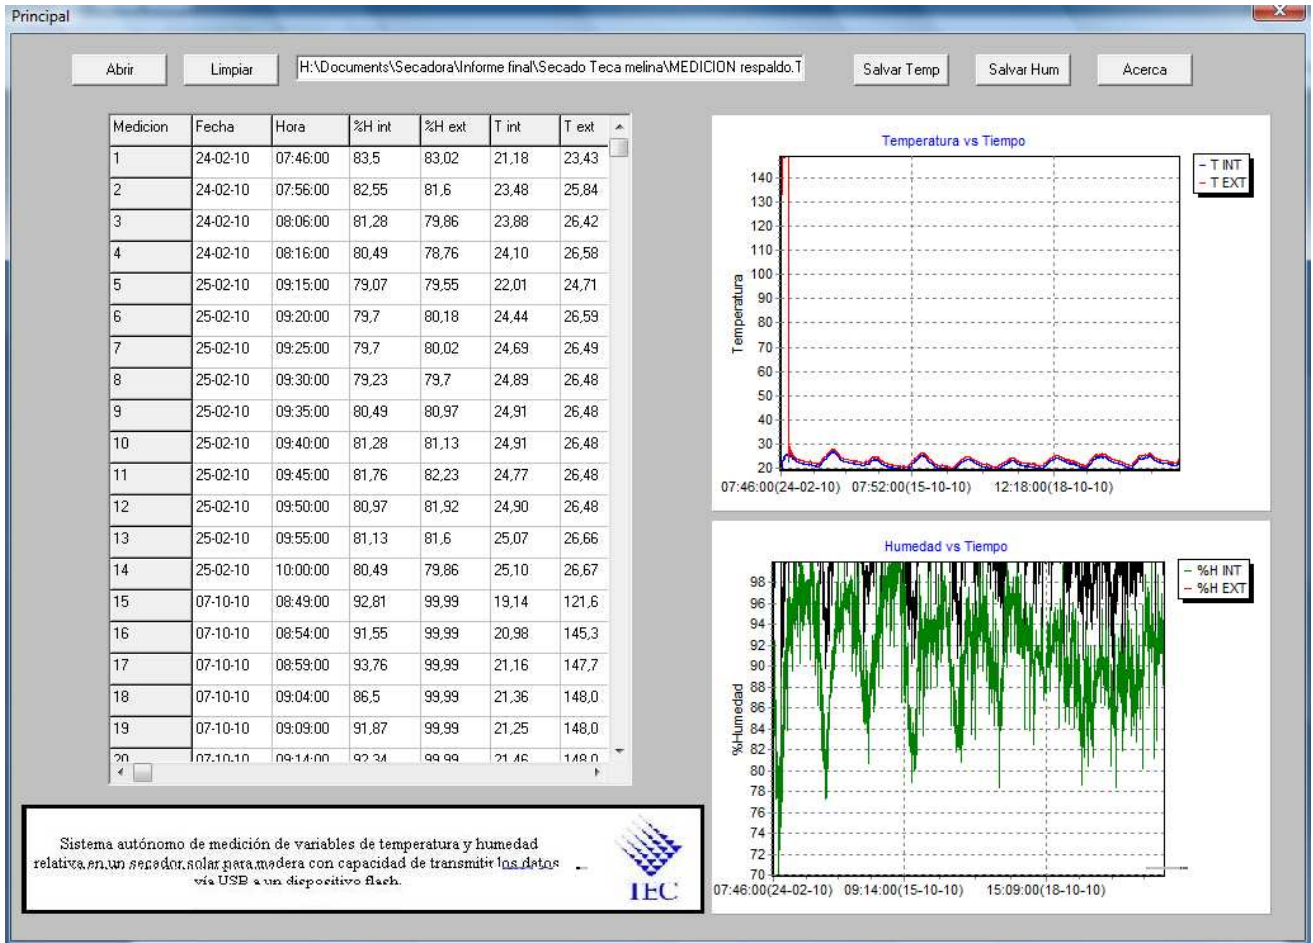 Principal
Abrir Limpiar H:\Documents\Secadora\Informe final\Secado Teca melina\MEDICION respaldo.T Salvar Temp Salvar Hum Acerca
Medicion Fecha Hora %H int %H ext T int T ext
1 24-02-10 07:46:00 83,5 83,02 21,18 23,43
2 24-02-10 07:56:00 82,55 81,6 23,48 25,84
3 24-02-10 08:06:00 81,28 79,86 23,88 26,42
4 24-02-10 08:16:00 80,49 78,76 24,10 26,58
5 25-02-10 09:15:00 79,07 79,55 22,01 24,71
6 25-02-10 09:20:00 79,7 80,18 24,44 26,59
7 25-02-10 09:25:00 79,7 80,02 24,69 26,49
8 25-02-10 09:30:00 79,23 79,7 24,89 26,48
9 25-02-10 09:35:00 80,49 80,97 24,91 26,48
10 25-02-10 09:40:00 81,28 81,13 24,91 26,48
11 25-02-10 09:45:00 81,76 82,23 24,77 26,48
12 25-02-10 09:50:00 80,97 81,92 24,90 26,48
13 25-02-10 09:55:00 81,13 81,6 25,07 26,66
14 25-02-10 10:00:00 80,49 79,86 25,10 26,67
15 07-10-10 08:49:00 92,81 99,99 19,14 121,6
16 07-10-10 08:54:00 91,55 99,99 20,98 145,3
17 07-10-10 08:59:00 93,76 99,99 21,16 147,7
18 07-10-10 09:04:00 86,5 99,99 21,36 148,0
19 07-10-10 09:09:00 91,87 99,99 21,25 148,0
20 07-10-10 09:14:00 92,34 99,99 21,46 148,0
Sistema autónomo de medición de variables de temperatura y humedad
relativa en un secador solar para madera con capacidad de transmitir los datos
vía USB a un dispositivo flash.
TEC
Temperatura vs Tiempo
T INT
T EXT
Temperatura
140
130
120
110
100
90
80
70
60
50
40
30
20
07:46:00(24-02-10) 07:52:00(15-10-10) 12:18:00(18-10-10)
Humedad vs Tiempo
%H INT
%H EXT
%Humedad
98
96
94
92
90
88
86
84
82
80
78
76
74
72
70
07:46:00(24-02-10) 09:14:00(15-10-10) 15:09:00(18-10-10)